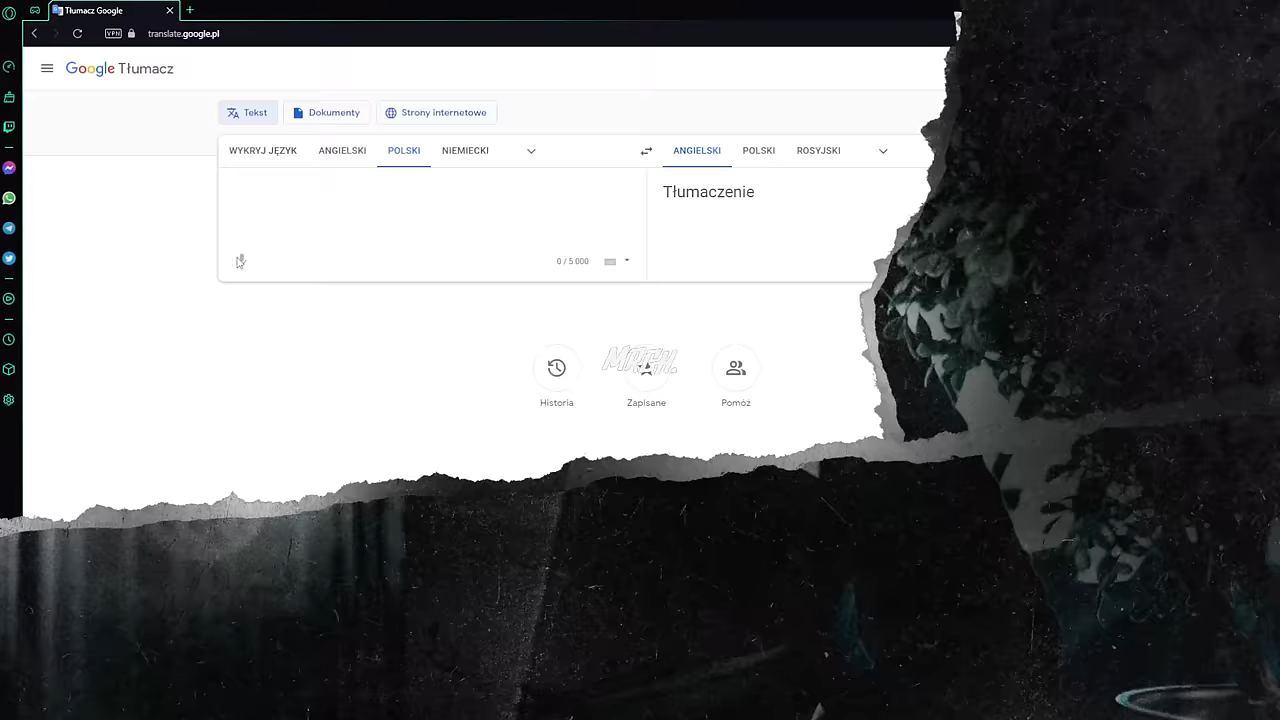 Tłumacz Google
VPN
translate.google.pl
Google Tłumacz
Tekst
Dokumenty
Strony internetowe
WYKRYJ JĘZYK
ANGIELSKI
POLSKI
NIEMIECKI
ANGIELSKI
POLSKI
ROSYJSKI
Tłumaczenie
0 / 5 000
Historia
Zapisane
Pomóż